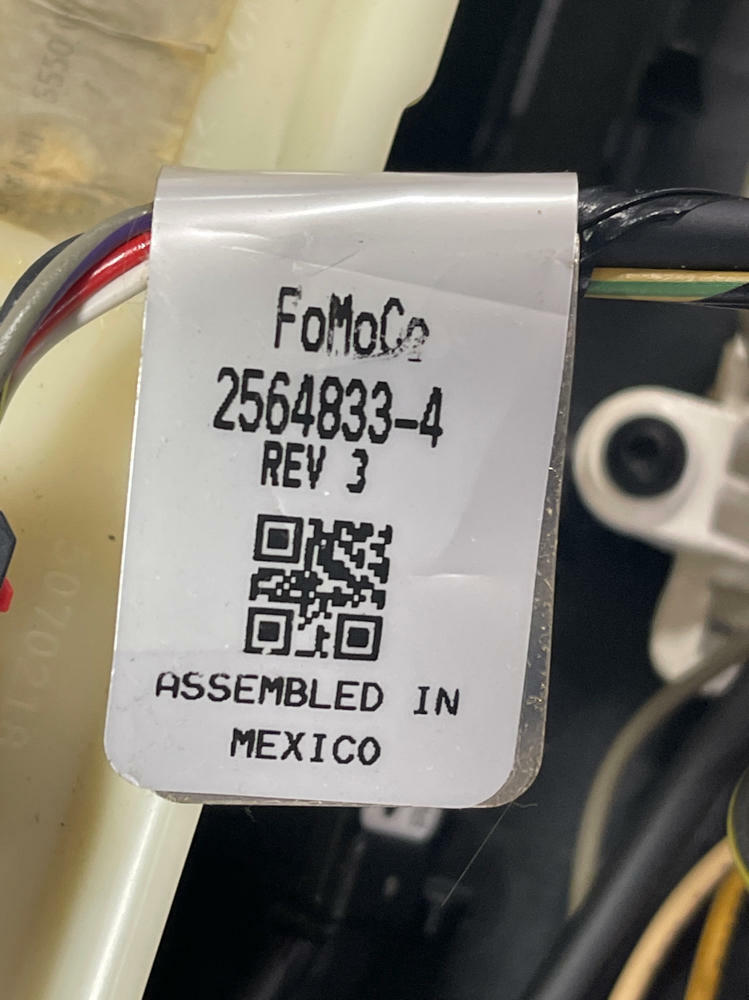 FoMoCo
2564833-4
REV 3
ASSEMBLED IN
MEXICO